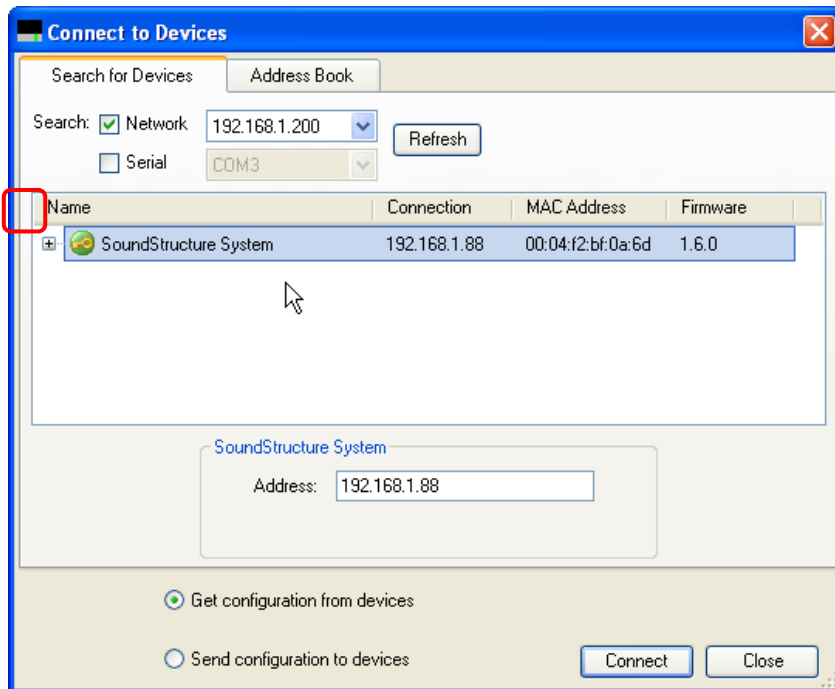 Connect to Devices
Search for Devices Address Book
Search: Network 192.168.1.200 Refresh
Serial COM3
Name Connection MAC Address Firmware
SoundStructure System 192.168.1.88 00:04:f2:bf:0a:6d 1.6.0
SoundStructure System
Address: 192.168.1.88
Get configuration from devices
Send configuration to devices Connect Close